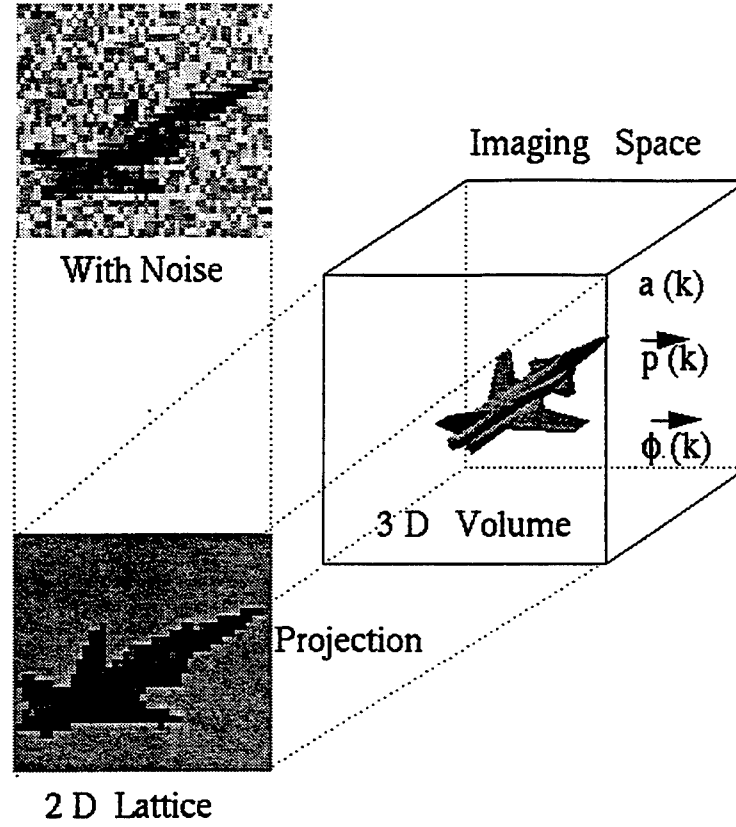 Imaging Space
With Noise
a (k)
p⃗ (k)
ϕ⃗ (k)
3 D Volume
Projection
2 D Lattice